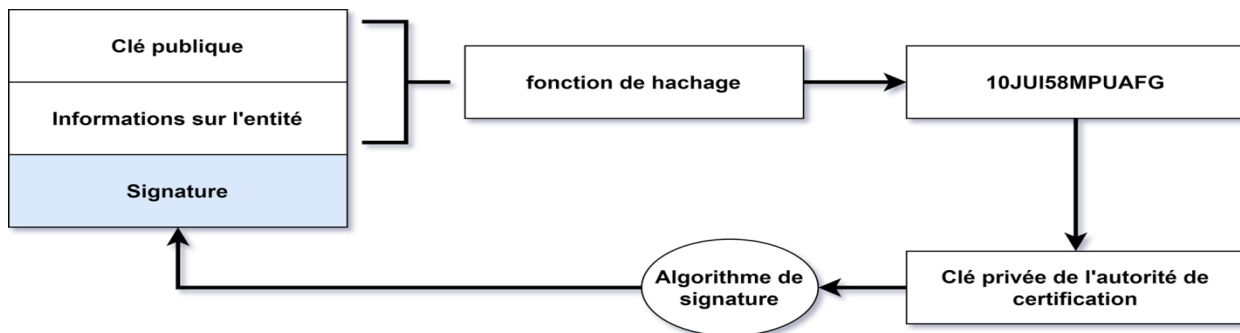 Clé publique
fonction de hachage
10JUI58MPUAFG
Informations sur l'entité
Signature
Algorithme de
signature
Clé privée de l'autorité de
certification